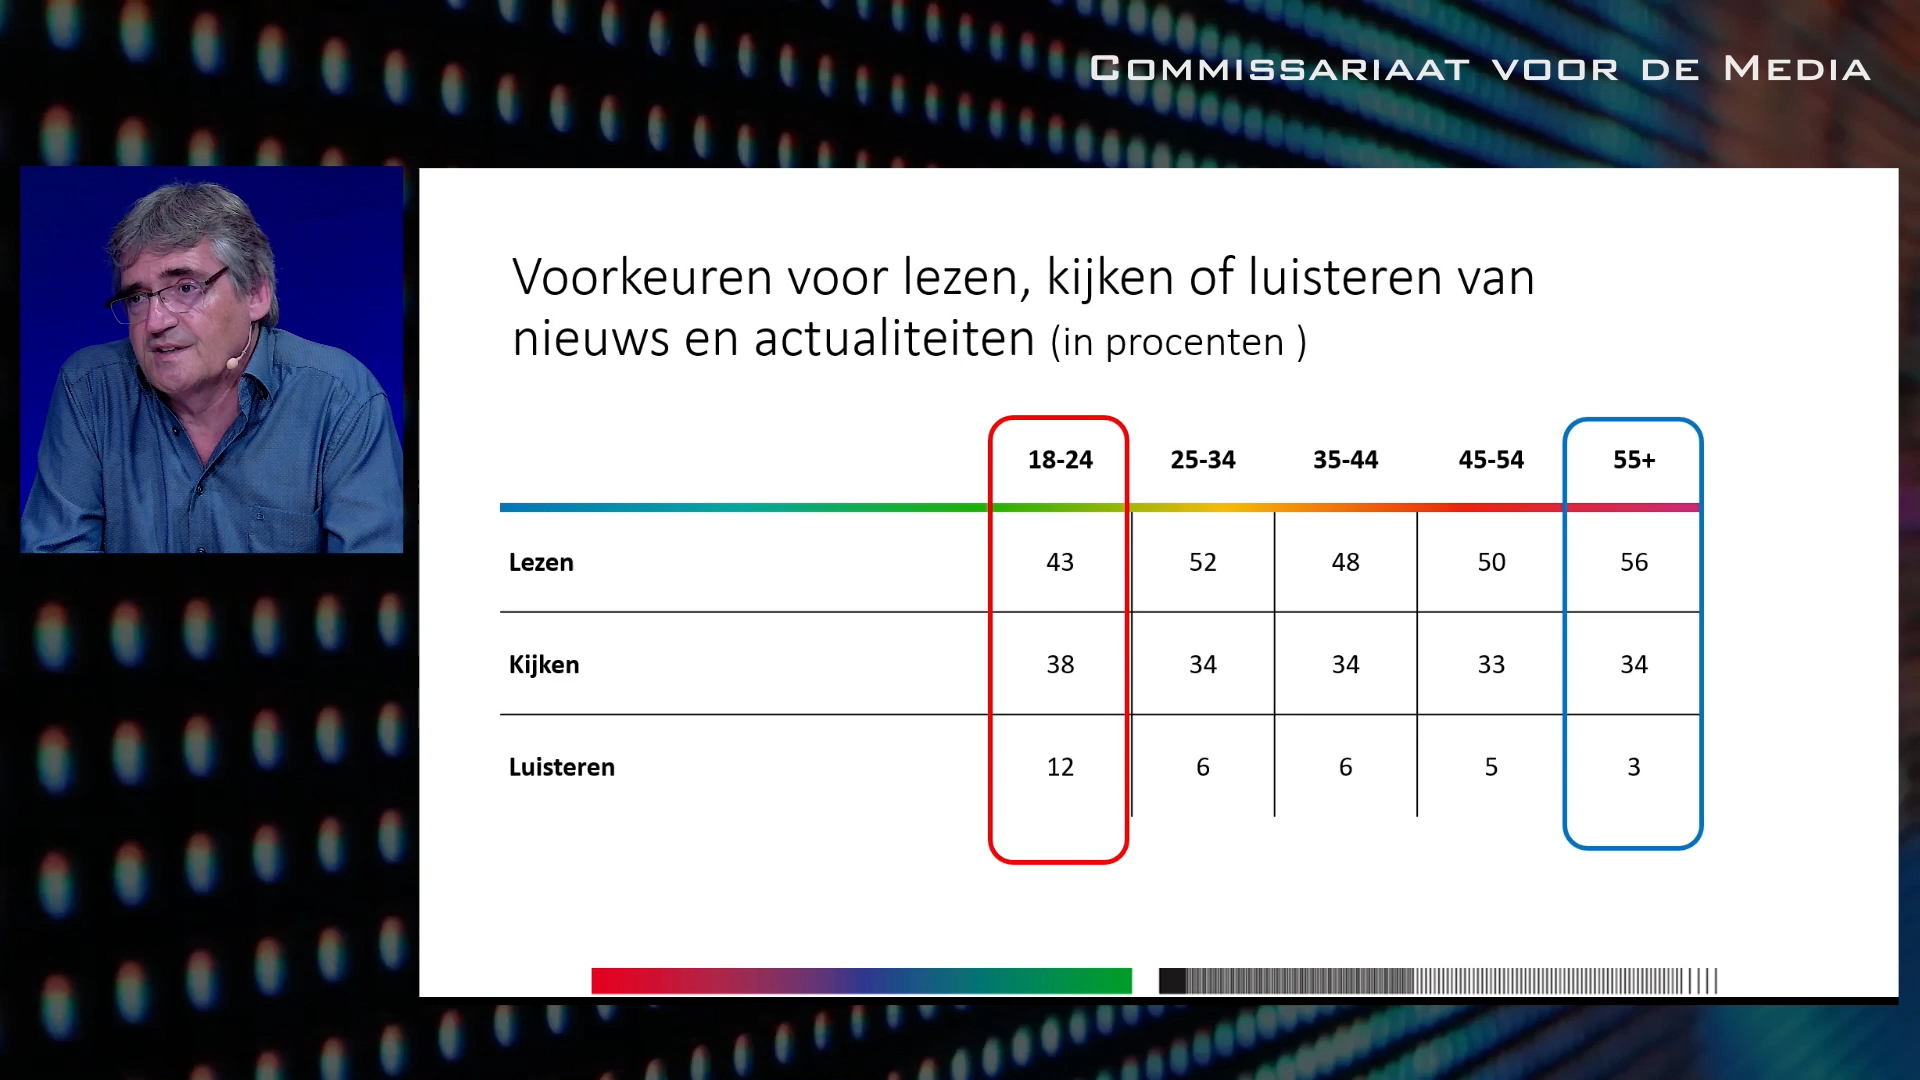 Commissariaat voor de Media
Voorkeuren voor lezen, kijken of luisteren van
nieuws en actualiteiten (in procenten )
18-24 25-34 35-44 45-54 55+
Lezen 43 52 48 50 56
Kijken 38 34 34 33 34
Luisteren 12 6 6 5 3